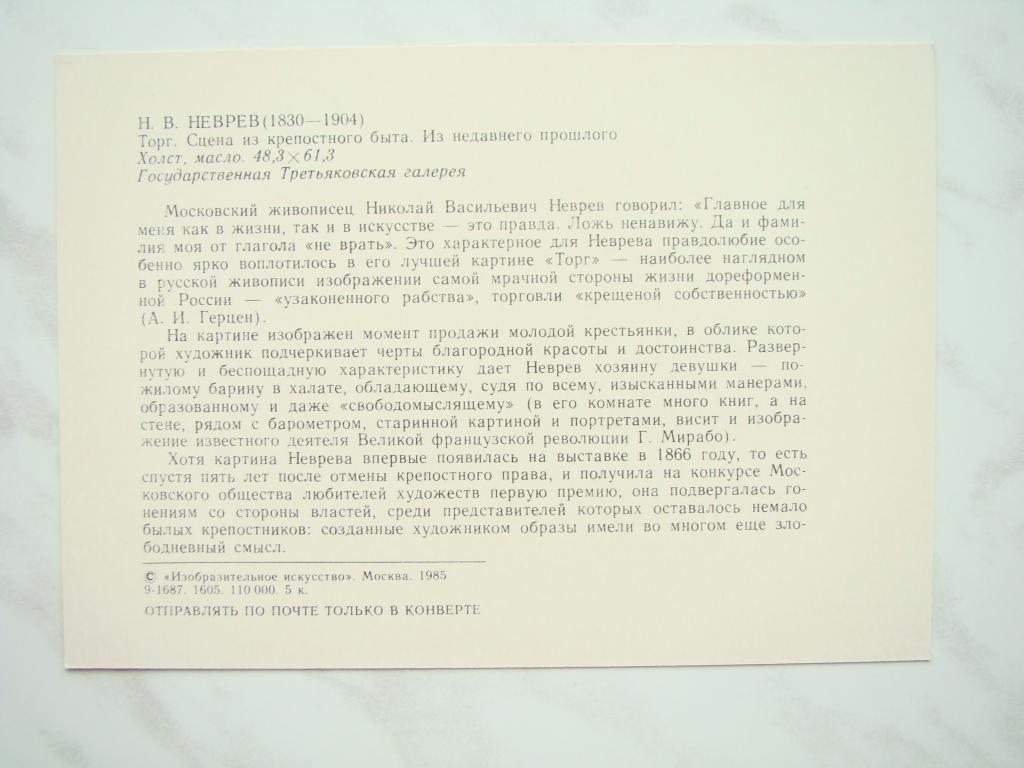 Н. В. НЕВРЕВ (1830—1904)
Торг. Сцена из крепостного быта. Из недавнего прошлого
Холст, масло. 48,3×61,3
Государственная Третьяковская галерея
Московский живописец Николай Васильевич Неврев говорил: «Главное для
меня как в жизни, так и в искусстве — это правда. Ложь ненавижу. Да и фами-
лия моя от глагола «не врать». Это характерное для Неврева правдолюбие осо-
бенно ярко воплотилось в его лучшей картине «Торг» — наиболее наглядном
в русской живописи изображении самой мрачной стороны жизни дореформен-
ной России — «узаконенного рабства», торговли «крещеной собственностью»
(А. И. Герцен).
На картине изображен момент продажи молодой крестьянки, в облике кото-
рой художник подчеркивает черты благородной красоты и достоинства. Развер-
нутую и беспощадную характеристику дает Неврев хозяину девушки — по-
жилому барину в халате, обладающему, судя по всему, изысканными манерами,
образованному и даже «свободомыслящему» (в его комнате много книг, а на
стене, рядом с барометром, старинной картиной и портретами, висит и изобра-
жение известного деятеля Великой французской революции Г. Мирабо).
Хотя картина Неврева впервые появилась на выставке в 1866 году, то есть
спустя пять лет после отмены крепостного права, и получила на конкурсе Мос-
ковского общества любителей художеств первую премию, она подвергалась го-
нениям со стороны властей, среди представителей которых оставалось немало
былых крепостников: созданные художником образы имели во многом еще зло-
бодневный смысл.
© «Изобразительное искусство». Москва. 1985
9-1687. 1605. 110 000. 5 к.
ОТПРАВЛЯТЬ ПО ПОЧТЕ ТОЛЬКО В КОНВЕРТЕ